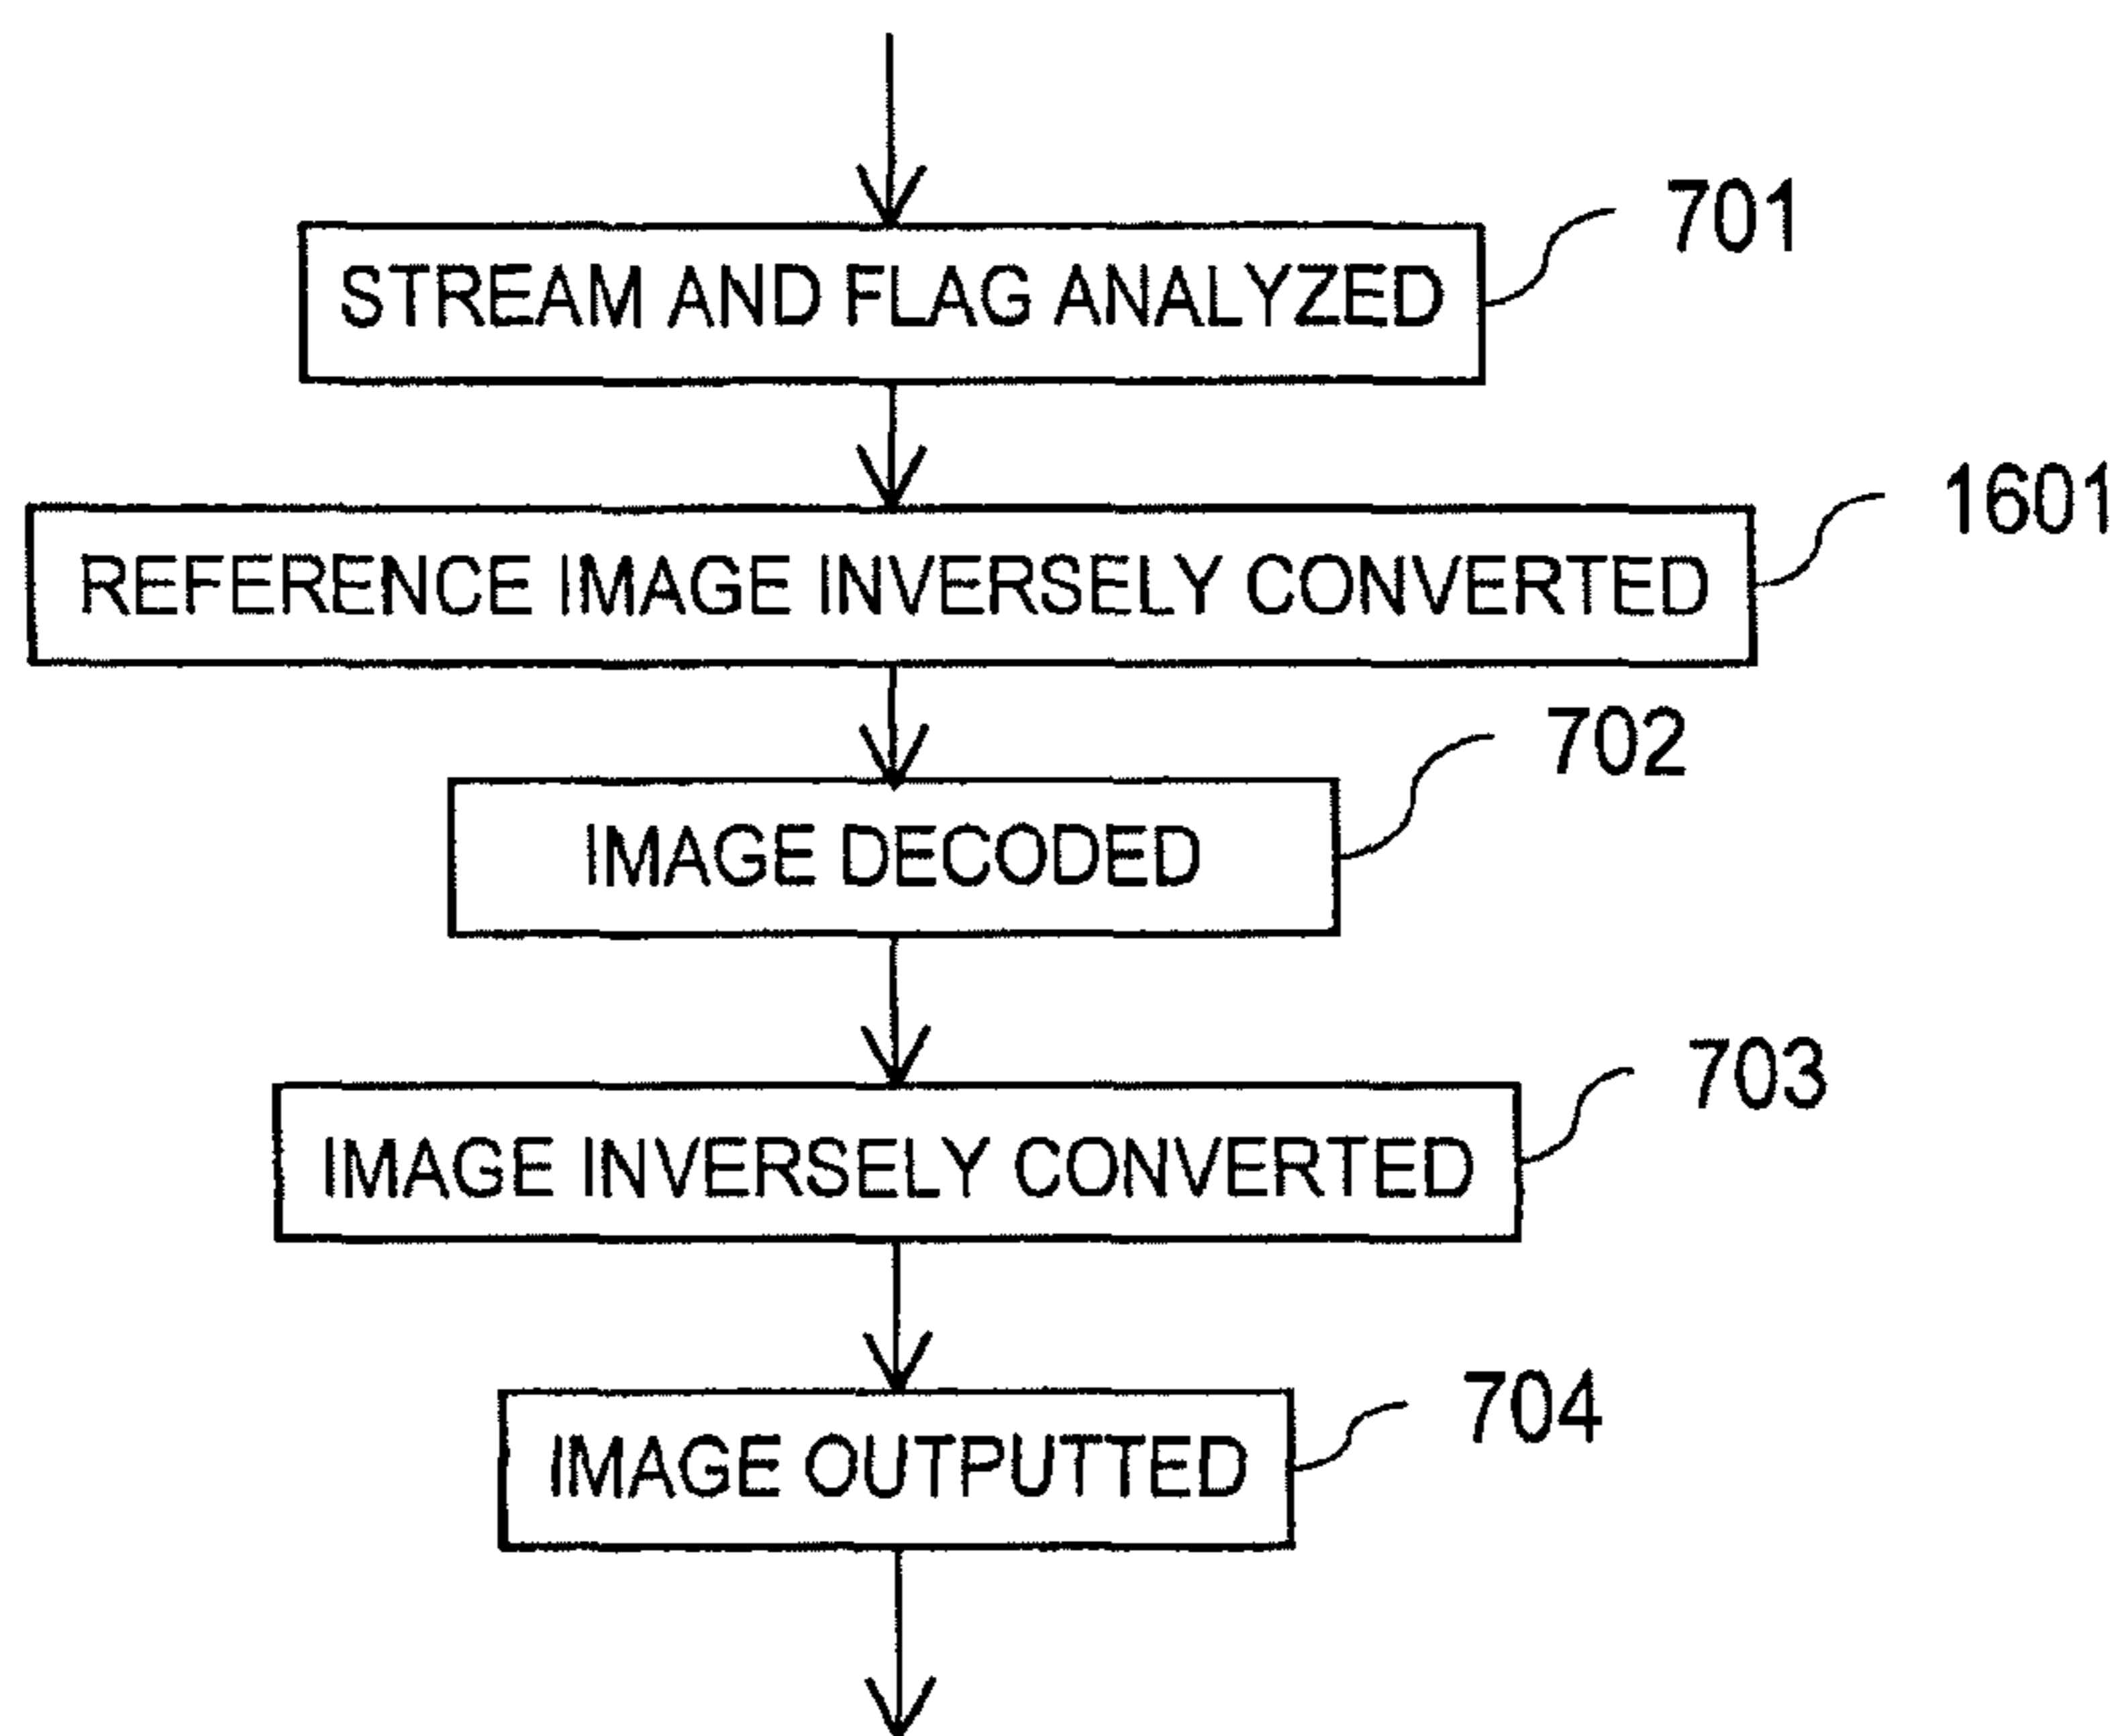 701
STREAM AND FLAG ANALYZED
1601
REFERENCE IMAGE INVERSELY CONVERTED
702
IMAGE DECODED
703
IMAGE INVERSELY CONVERTED
704
IMAGE OUTPUTTED